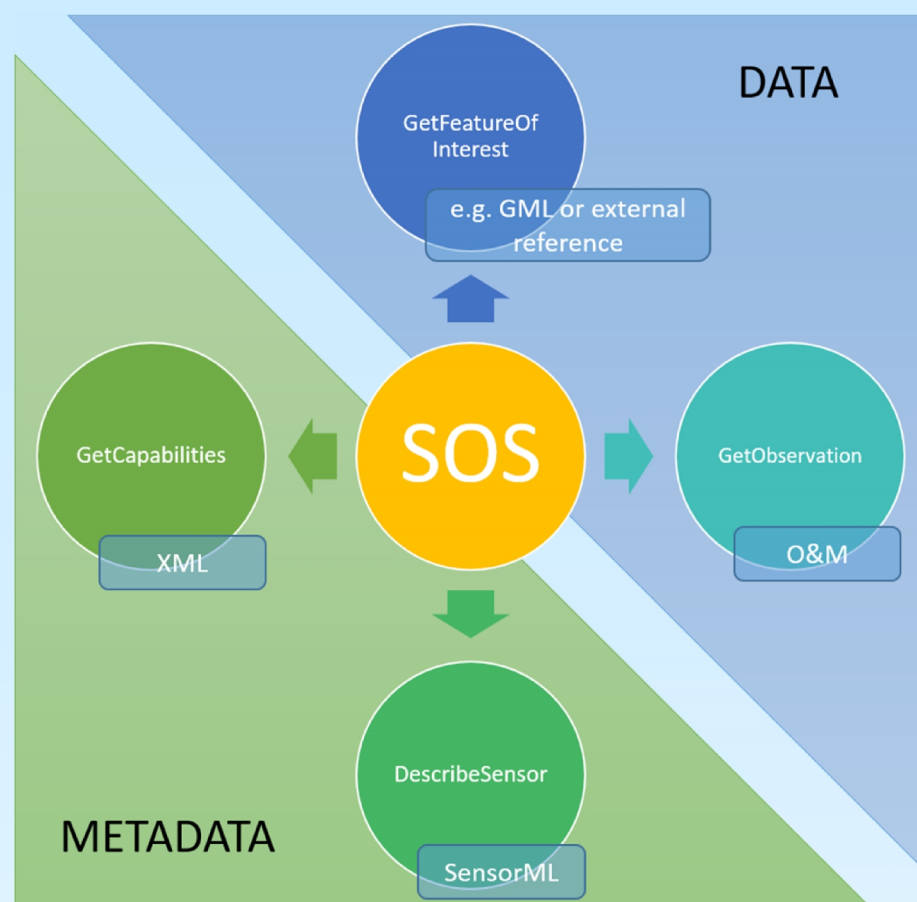 DATA
GetFeatureOf
Interest
e.g. GML or external
reference
GetCapabilities
XML
SOS
GetObservation
O&M
DescribeSensor
SensorML
METADATA